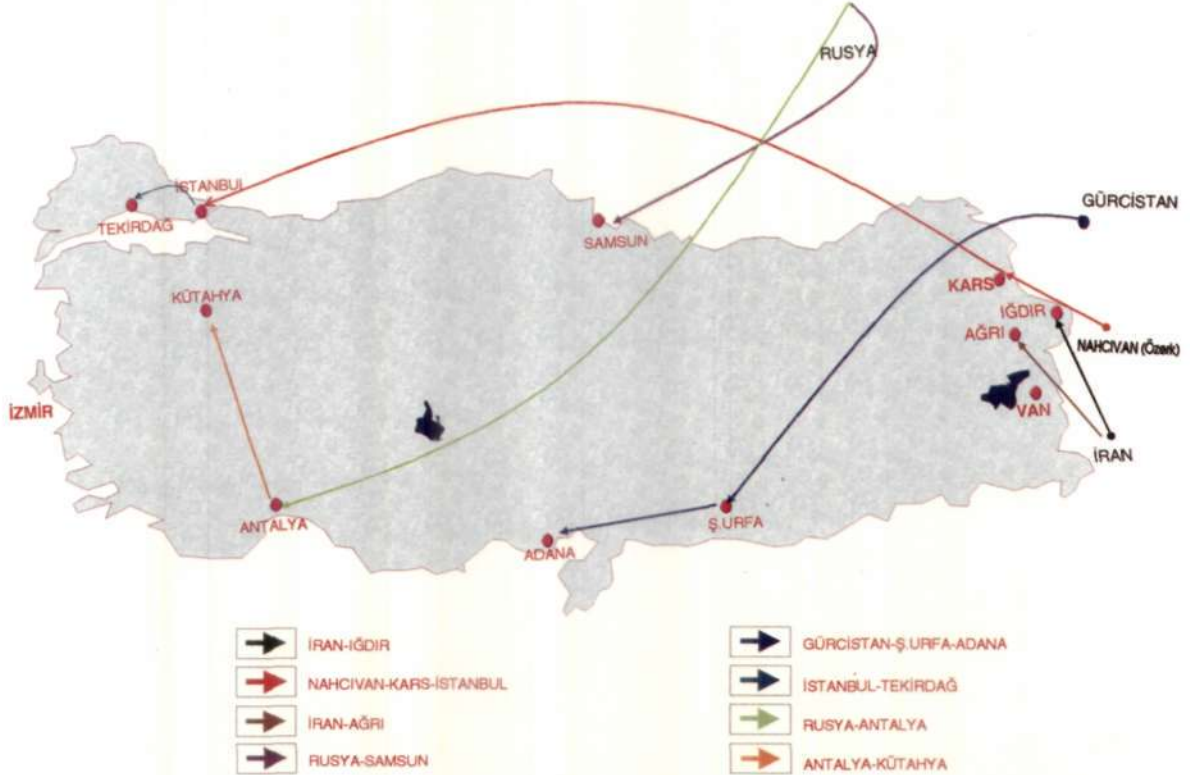 RUSYA
İSTANBUL
TEKİRDAĞ
SAMSUN
GÜRCİSTAN
KARS
KÜTAHYA
IĞDIR
AĞRI
NAHCIVAN (Özerk)
İZMİR
VAN
İRAN
ANTALYA
Ş.URFA
ADANA
İRAN-IĞDIR
NAHCIVAN-KARS-İSTANBUL
İRAN-AĞRI
RUSYA-SAMSUN
GÜRCİSTAN-Ş.URFA-ADANA
İSTANBUL-TEKİRDAĞ
RUSYA-ANTALYA
ANTALYA-KÜTAHYA